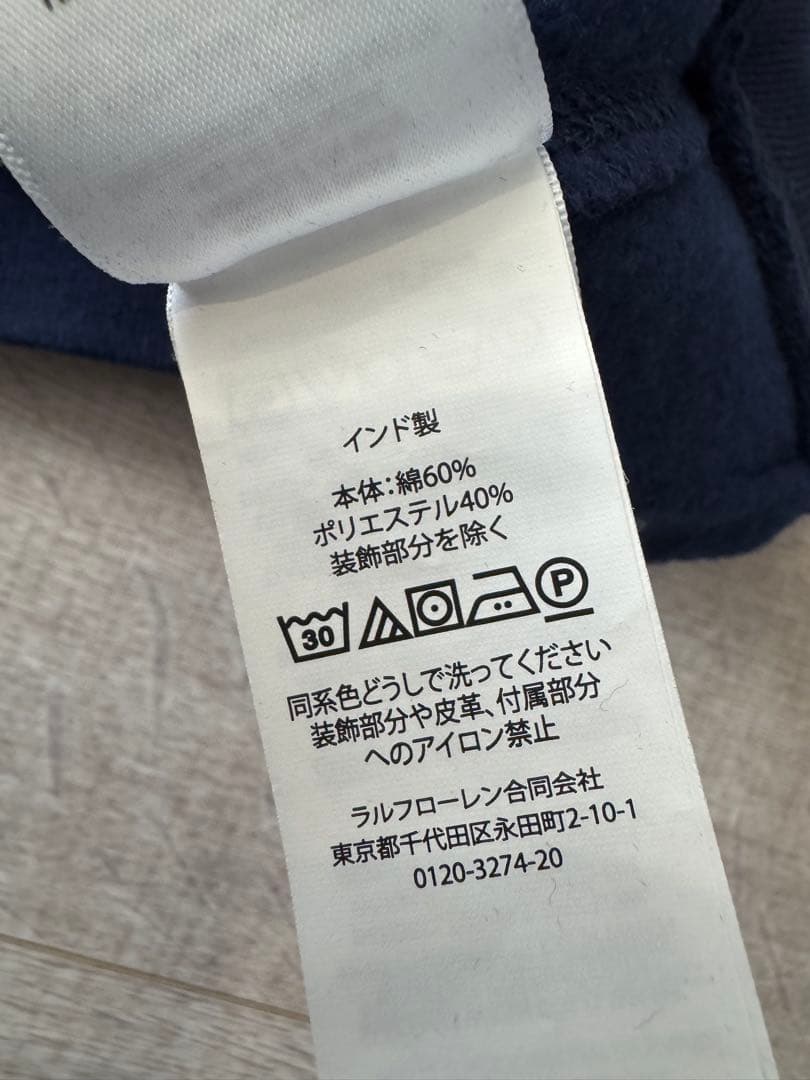 インド製
本体：綿60%
ポリエステル40%
装飾部分を除く
30 P
同系色どうしで洗ってください
装飾部分や皮革、付属部分
へのアイロン禁止
ラルフローレン合同会社
東京都千代田区永田町2-10-1
0120-3274-20